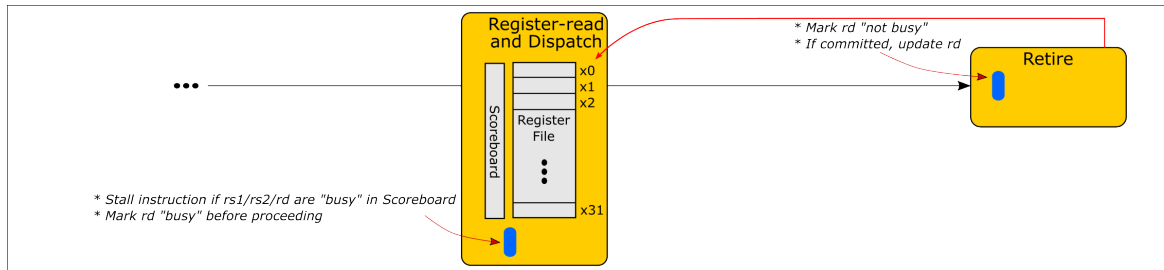 Register-read
and Dispatch
Scoreboard
x0
x1
x2
Register
File
x31
* Stall instruction if rs1/rs2/rd are "busy" in Scoreboard
* Mark rd "busy" before proceeding
* Mark rd "not busy"
* If committed, update rd
Retire